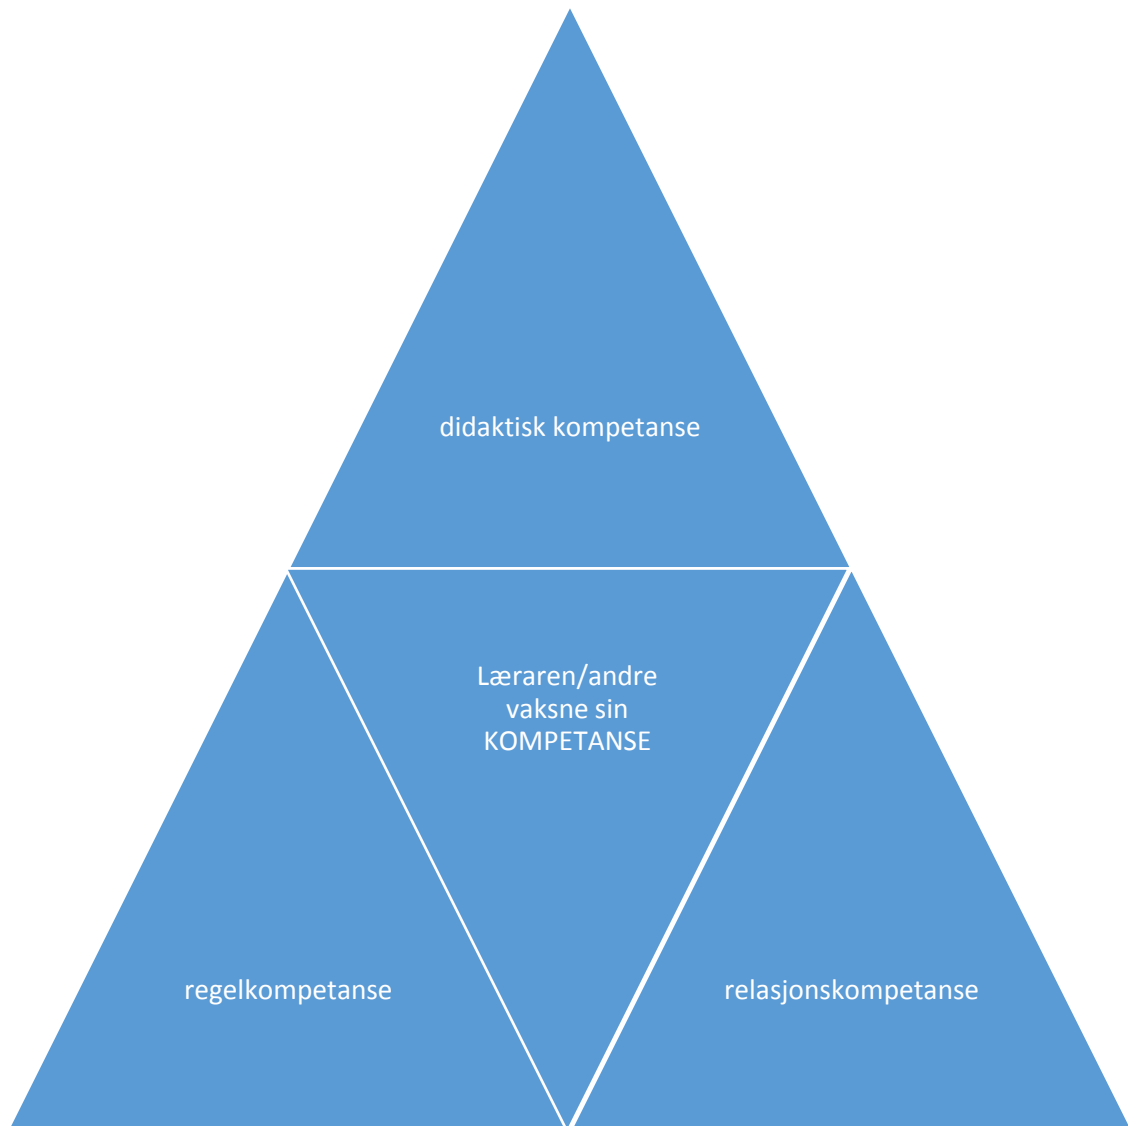 didaktisk kompetanse
Læraren/andre
vaksne sin
KOMPETANSE
regelkompetanse
relasjonskompetanse